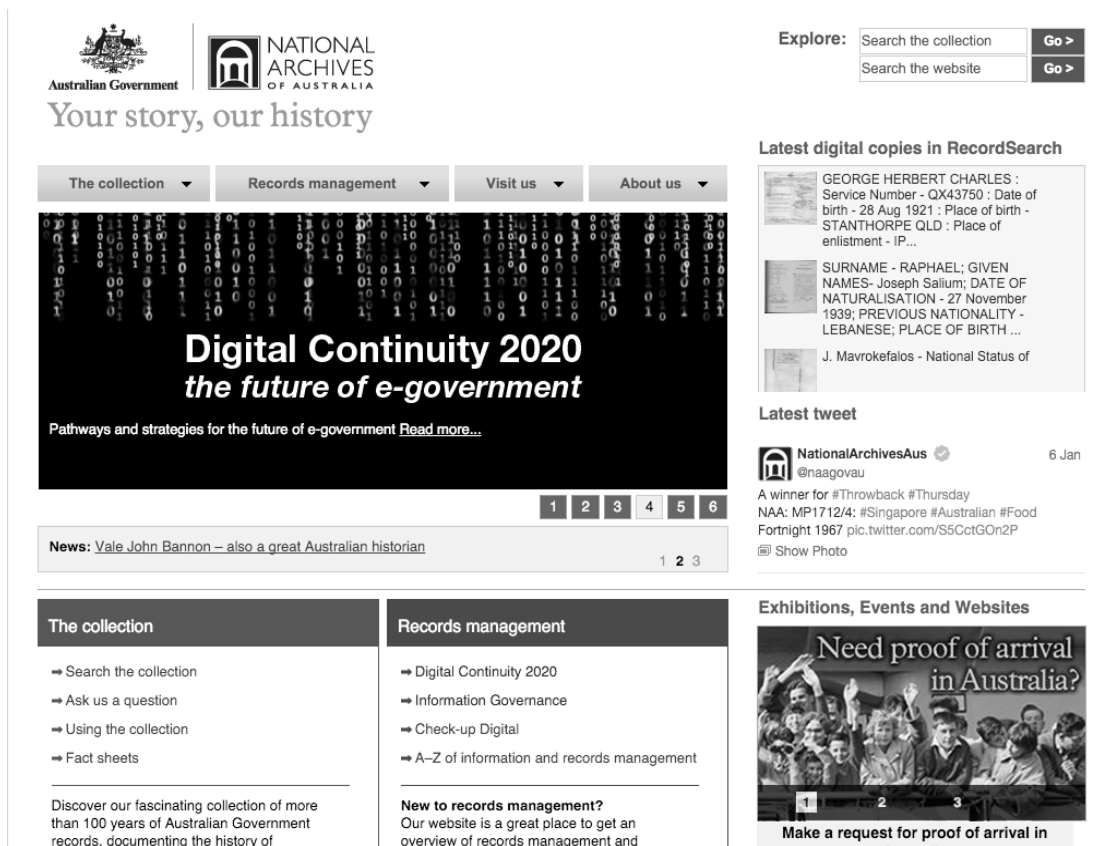 Australian Government
NATIONAL
ARCHIVES
OF AUSTRALIA
Your story, our history
Explore:
Search the collection
Go >
Search the website
Go >
The collection
Records management
Visit us
About us
Digital Continuity 2020
the future of e-government
Pathways and strategies for the future of e-government Read more...
1 2 3 4 5 6
News: Vale John Bannon – also a great Australian historian
1 2 3
Latest digital copies in RecordSearch
GEORGE HERBERT CHARLES :
Service Number - QX43750 : Date of
birth - 28 Aug 1921 : Place of birth -
STANTHORPE QLD : Place of
enlistment - IP...
SURNAME - RAPHAEL; GIVEN
NAMES- Joseph Salium; DATE OF
NATURALISATION - 27 November
1939; PREVIOUS NATIONALITY -
LEBANESE; PLACE OF BIRTH ...
J. Mavrokefalos - National Status of
Latest tweet
NationalArchivesAus
6 Jan
@naagovau
A winner for #Throwback #Thursday
NAA: MP1712/4: #Singapore #Australian #Food
Fortnight 1967 pic.twitter.com/S5CctGOn2P
Show Photo
The collection
Search the collection
Ask us a question
Using the collection
Fact sheets
Discover our fascinating collection of more
than 100 years of Australian Government
records, documenting the history of
Records management
Digital Continuity 2020
Information Governance
Check-up Digital
A–Z of information and records management
New to records management?
Our website is a great place to get an
overview of records management and
Exhibitions, Events and Websites
Need proof of arrival
in Australia?
1 2 3
Make a request for proof of arrival in